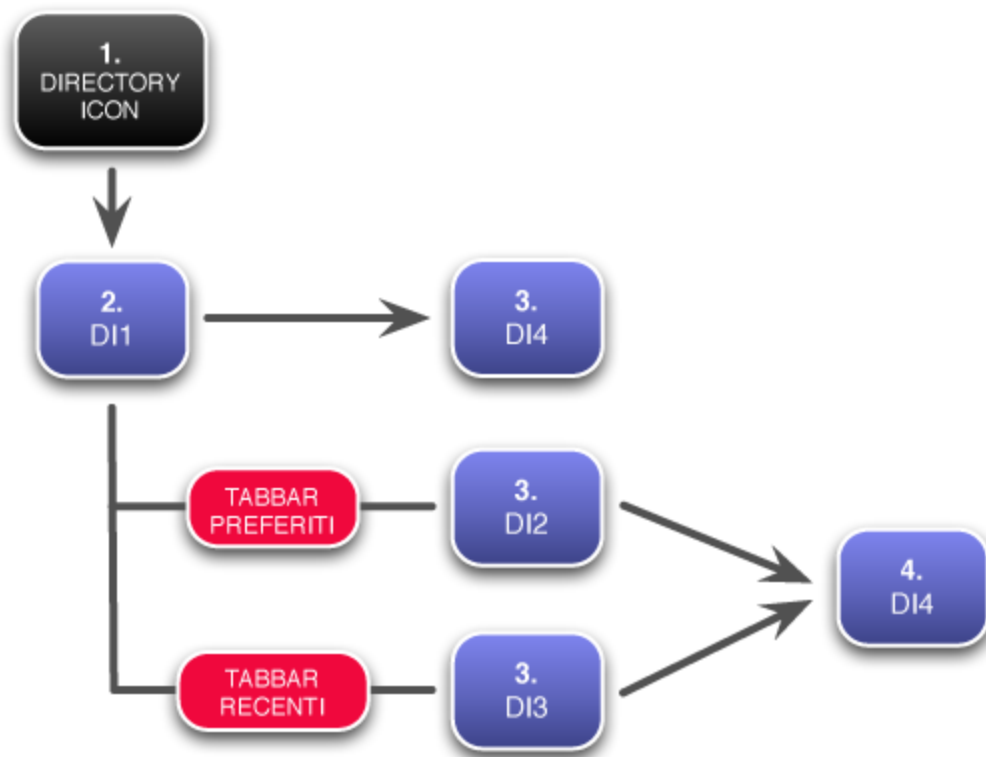 1.
DIRECTORY
ICON
2.
DI1
3.
DI4
TABBAR
PREFERITI
3.
DI2
4.
DI4
TABBAR
RECENTI
3.
DI3